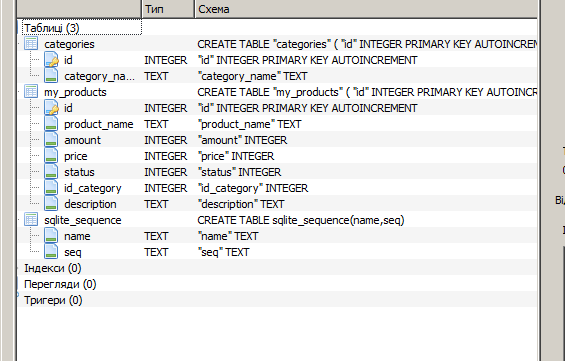 Тип Схема
Таблиці (3)
categories CREATE TABLE "categories" ( "id" INTEGER PRIMARY KEY AUTOINCREM
id INTEGER "id" INTEGER PRIMARY KEY AUTOINCREMENT
category_na... TEXT "category_name" TEXT
my_products CREATE TABLE "my_products" ( "id" INTEGER PRIMARY KEY AUTOINCR
id INTEGER "id" INTEGER PRIMARY KEY AUTOINCREMENT
product_name TEXT "product_name" TEXT
amount INTEGER "amount" INTEGER
price INTEGER "price" INTEGER
status INTEGER "status" INTEGER
id_category INTEGER "id_category" INTEGER
description TEXT "description" TEXT
sqlite_sequence CREATE TABLE sqlite_sequence(name,seq)
name TEXT "name" TEXT
seq TEXT "seq" TEXT
Індекси (0)
Перегляди (0)
Тригери (0)
Ві